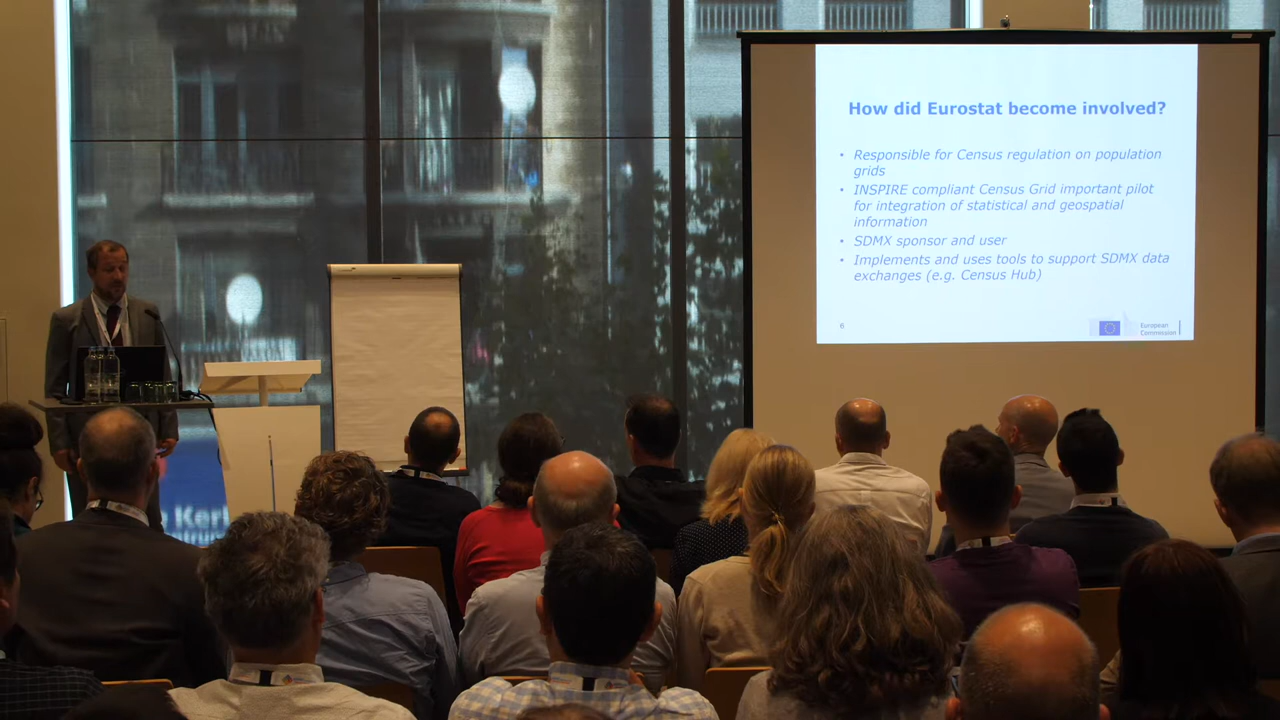 How did Eurostat become involved?
• Responsible for Census regulation on population
grids
• INSPIRE compliant Census Grid important pilot
for integration of statistical and geospatial
information
• SDMX sponsor and user
• Implements and uses tools to support SDMX data
exchanges (e.g. Census Hub)
6
European
Commission